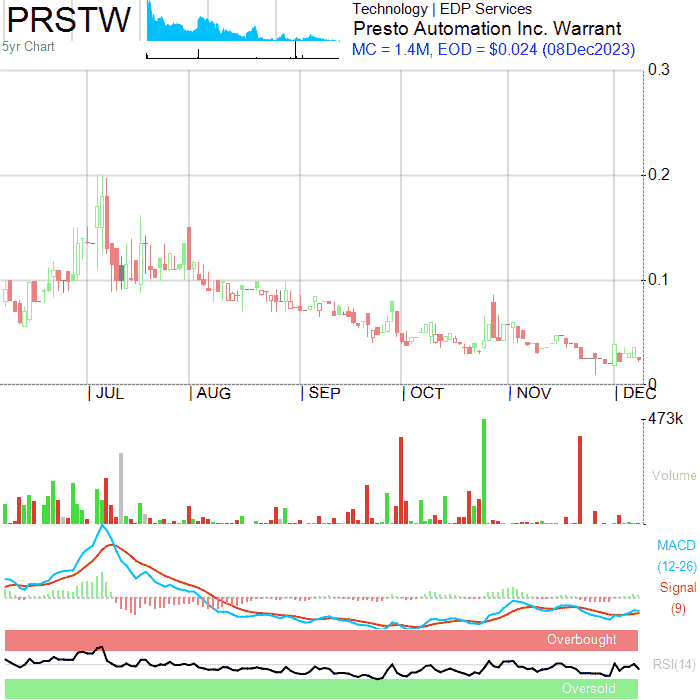 PRSTW
5yr Chart
Technology | EDP Services
Presto Automation Inc. Warrant
MC = 1.4M, EOD = $0.024 (08Dec2023)
0.3
0.2
0.1
0
JUL AUG SEP OCT NOV DEC
473k
Volume
MACD
(12-26)
Signal
(9)
Overbought
RSI(14)
Oversold